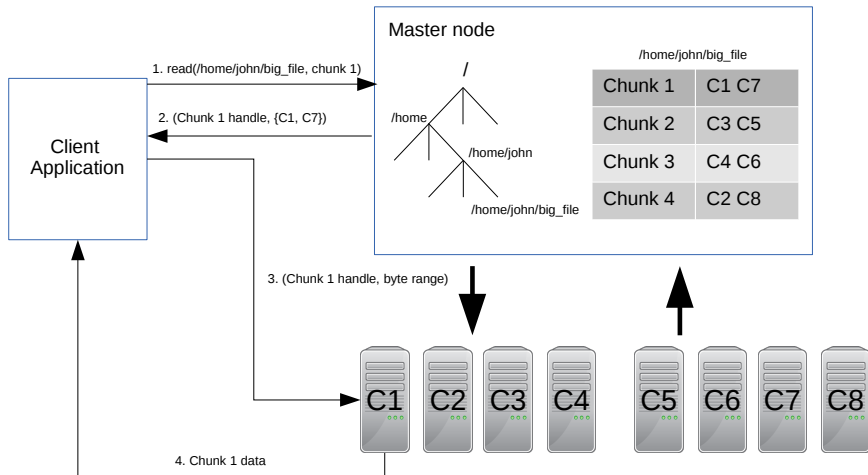 Master node
1. read(/home/john/big_file, chunk 1)
/home/john/big_file
/
Chunk 1 C1 C7
2. (Chunk 1 handle, {C1, C7})
/home
Chunk 2 C3 C5
Client
Application
/home/john
Chunk 3 C4 C6
Chunk 4 C2 C8
/home/john/big_file
3. (Chunk 1 handle, byte range)
C1 C2 C3 C4 C5 C6 C7 C8
4. Chunk 1 data